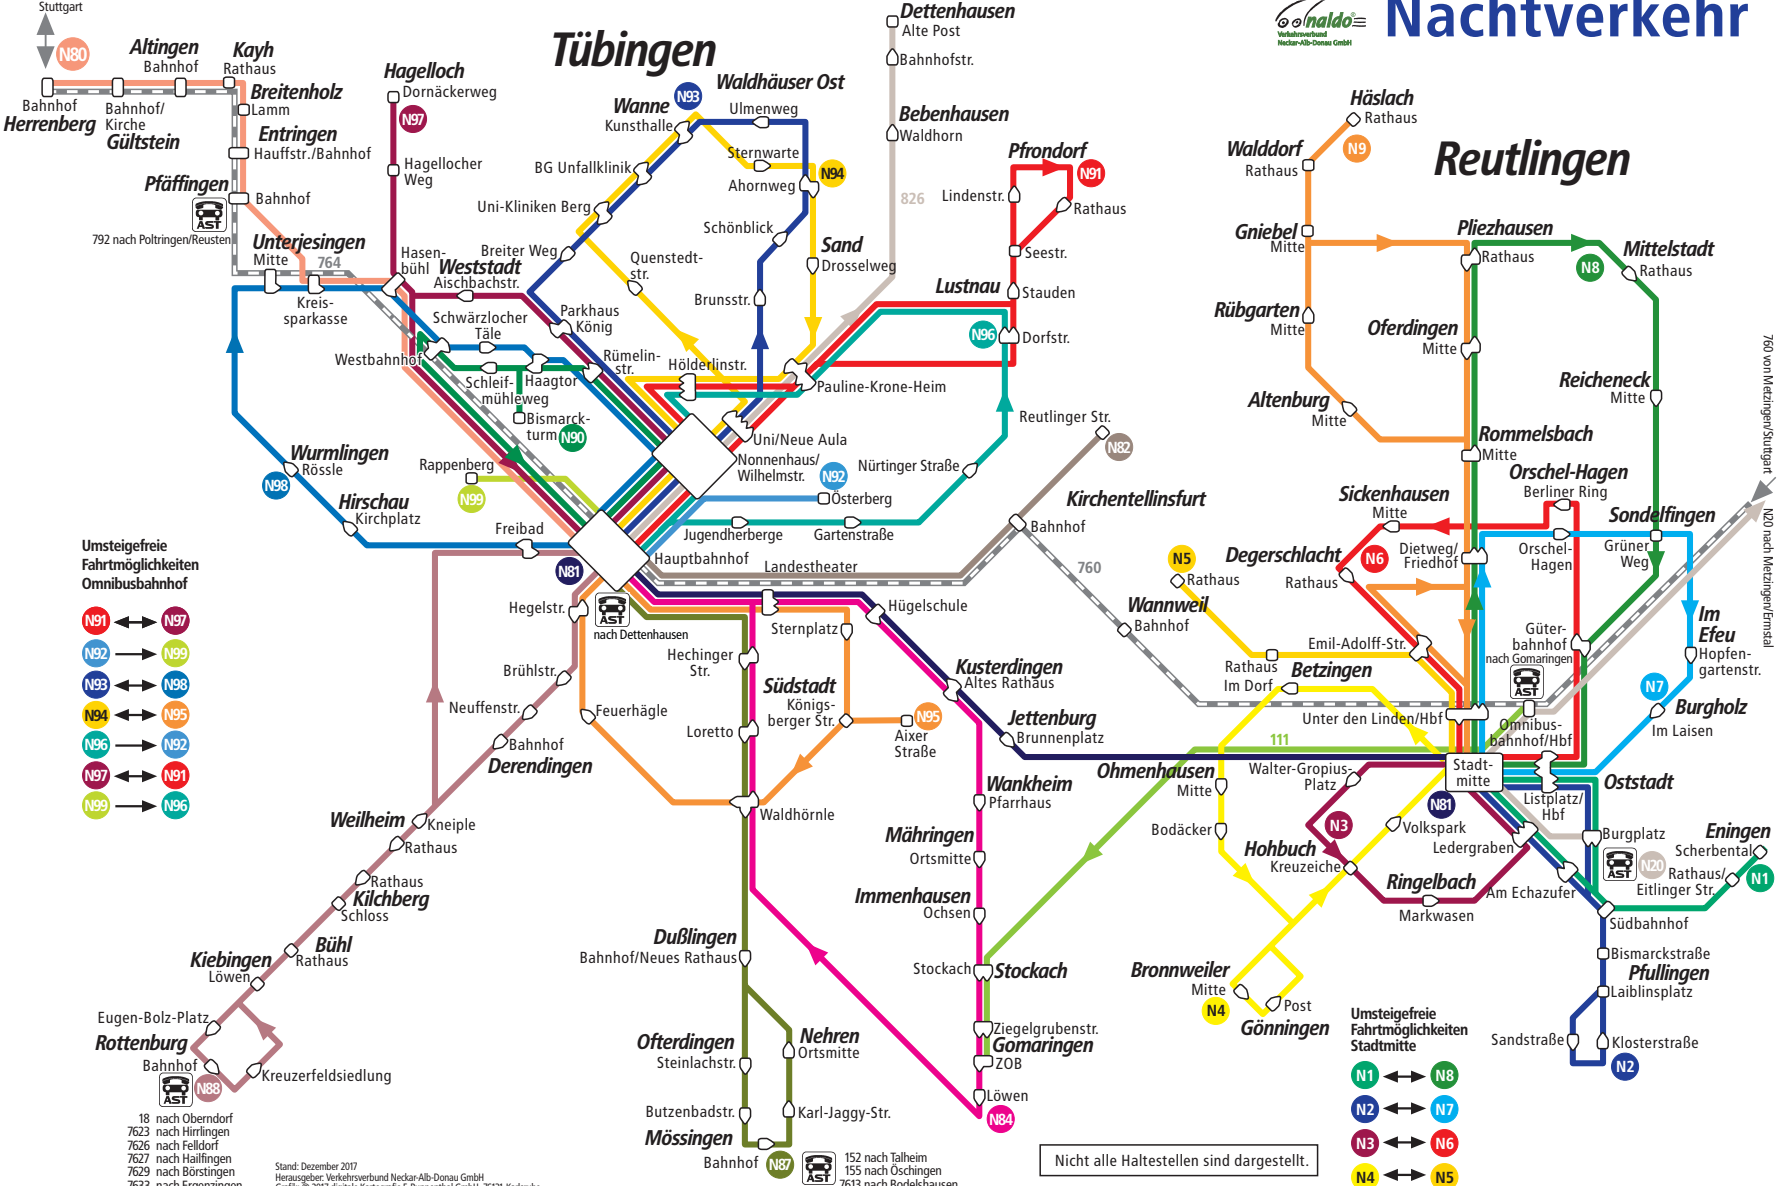 Stuttgart
N80
Altingen
Bahnhof
Kayh
Rathaus
Breitenholz
Lamm
Bahnhof
Herrenberg
Bahnhof/
Kirche
Gültstein
Entringen
Hauffstr./Bahnhof
Pfäffingen
Bahnhof
AST
792 nach Poltringen/Reusten
Unterjesingen
Mitte
764
Kreis-
sparkasse
Hagelloch
Dornäckerweg
N97
Hagellocher
Weg
Hasen-
bühl
Weststadt
Aischbachstr.
Schwärzlocher
Täle
Westbahnhof
Schleif-
mühleweg
Haagtor
Bismarck-
turm
N90
Parkhaus
König
Rümelin-
str.
Tübingen
Wanne
Kunsthalle
N93
Waldhäuser Ost
Ulmenweg
BG Unfallklinik
Sternwarte
Ahornweg
N94
Uni-Kliniken Berg
Breiter Weg
Quenstedt-
str.
Schönblick
Brunsstr.
Sand
Drosselweg
Hölderlinstr.
Pauline-Krone-Heim
Uni/Neue Aula
Nonnenhaus/
Wilhelmstr.
N92
Österberg
Dettenhausen
Alte Post
Bahnhofstr.
Bebenhausen
Waldhorn
826
Pfrondorf
N91
Lindenstr.
Rathaus
Seestr.
Lustnau
Stauden
N96
Dorfstr.
Reutlinger Str.
N82
Nürtinger Straße
Jugendherberge
Gartenstraße
Kirchentellinsfurt
Bahnhof
760
Wannweil
Bahnhof
Wurmlingen
Rössle
N98
Hirschau
Kirchplatz
Rappenberg
N99
Freibad
Hauptbahnhof
N81
Landestheater
Hegelstr.
AST
nach Dettenhausen
Hügelschule
Sternplatz
Hechinger
Str.
Südstadt
Königs-
berger Str.
N95
Aixer
Straße
Brühlstr.
Neuffenstr.
Feuerhägle
Loretto
Bahnhof
Derendingen
Waldhörnle
Weilheim
Kneiple
Rathaus
Rathaus
Kilchberg
Schloss
Bühl
Rathaus
Kiebingen
Löwen
Eugen-Bolz-Platz
Rottenburg
Bahnhof
AST
N88
Kreuzerfeldsiedlung
18 nach Oberndorf
7623 nach Hirrlingen
7626 nach Felldorf
7627 nach Hailfingen
7629 nach Börstingen
7633 nach Ergenzingen
Stand: Dezember 2017
Herausgeber: Verkehrsverbund Neckar-Alb-Donau GmbH
Umsteigefreie
Fahrtmöglichkeiten
Omnibusbahnhof
N91 N97
N92 N99
N93 N98
N94 N95
N96 N92
N97 N91
N99 N96
Kusterdingen
Altes Rathaus
Jettenburg
Brunnenplatz
Wankheim
Pfarrhaus
Mähringen
Ortsmitte
Immenhausen
Ochsen
Stockach
Stockach
Ziegelgrubenstr.
Gomaringen
ZOB
Löwen
N84
Dußlingen
Bahnhof/Neues Rathaus
Ofterdingen
Steinlachstr.
Nehren
Ortsmitte
Butzenbadstr.
Karl-Jaggy-Str.
Mössingen
Bahnhof
N87
AST
152 nach Talheim
155 nach Öschingen
7613 nach Bodelshausen
naldo
Verkehrsverbund
Neckar-Alb-Donau GmbH
Nachtverkehr
Reutlingen
Häslach
Rathaus
N9
Walddorf
Rathaus
Gniebel
Mitte
Rübgarten
Mitte
Altenburg
Mitte
Pliezhausen
Rathaus
N8
Mittelstadt
Rathaus
Oferdingen
Mitte
Reicheneck
Mitte
Rommelsbach
Mitte
Orschel-Hagen
Berliner Ring
Sickenhausen
Mitte
Sondelfingen
Grüner
Weg
Orschel-
Hagen
Dietweg/
Friedhof
Degerschlacht
Rathaus
N6
N5
Rathaus
760 von Metzingen/Stuttgart
N20 nach Metzingen/Ermstal
Im
Efeu
Hopfen-
gartenstr.
Güter-
bahnhof
nach Gomaringen
AST
Emil-Adolff-Str.
Rathaus
Im Dorf
Betzingen
N7
Burgholz
Im Laisen
Unter den Linden/Hbf
Omnibus-
bahnhof/Hbf
111
Ohmenhausen
Mitte
Walter-Gropius-
Platz
Stadt-
mitte
N81
Listplatz/
Hbf
Oststadt
Bodäcker
N3
Volkspark
Ledergraben
Burgplatz
AST
N20
Hohbuch
Kreuzeiche
Ringelbach
Markwasen
Am Echazufer
Eningen
Scherbental
Rathaus/
Eitlinger Str.
N1
Südbahnhof
Bismarckstraße
Pfullingen
Laiblinsplatz
Sandstraße
Klosterstraße
N2
Bronnweiler
Mitte
N4
Post
Gönningen
Umsteigefreie
Fahrtmöglichkeiten
Stadtmitte
N1 N8
N2 N7
N3 N6
N4 N5
Nicht alle Haltestellen sind dargestellt.